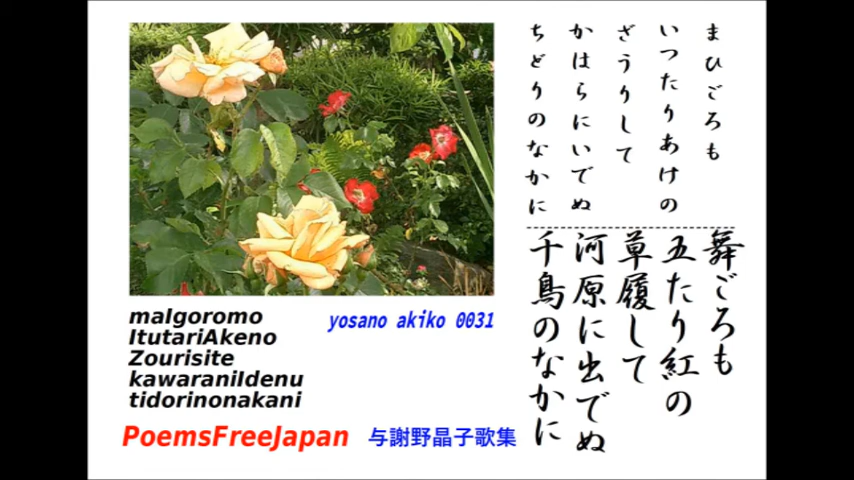 まひごろも
いつたりあけの
ざうりして
かはらにいでぬ
ちどりのなかに
舞ごろも
五たり紅の
草履して
河原に出でぬ
千鳥のなかに
maIgoromo
ItutariAkeno
Zourisite
kawaraniIdenu
tidorinonakani
yosano akiko 0031
PoemsFreeJapan
与謝野晶子歌集